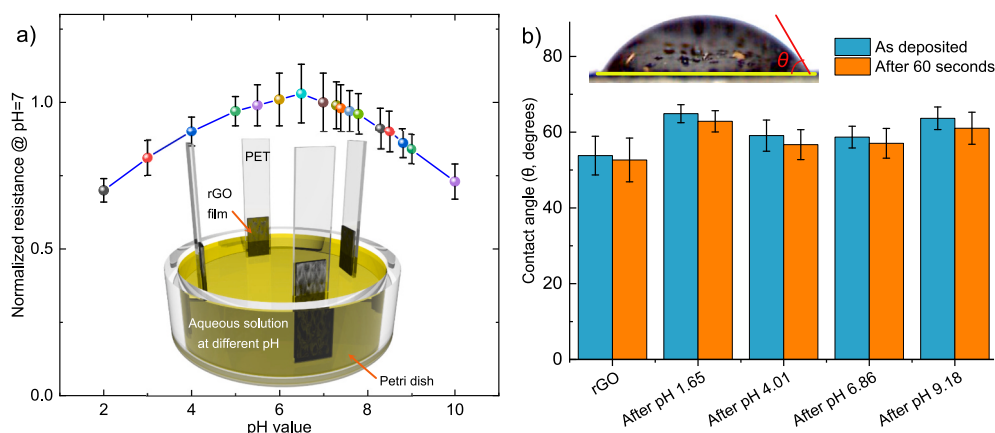 a)
Normalized resistance @ pH=7
1.0
0.5
0.0
2
4
6
8
10
pH value
PET
rGO
film
Aqueous solution
at different pH
Petri dish
b)
Contact angle (θ, degrees)
80
60
40
20
0
θ
As deposited
After 60 seconds
rGO
After pH 1.65
After pH 4.01
After pH 6.86
After pH 9.18